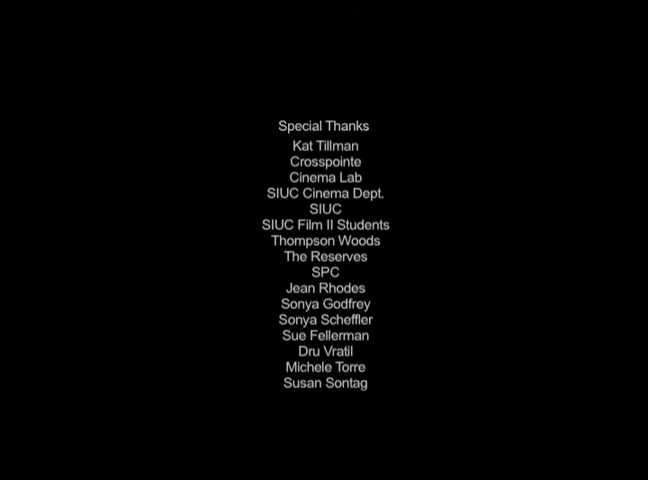 Special Thanks
Kat Tillman
Crosspointe
Cinema Lab
SIUC Cinema Dept.
SIUC
SIUC Film II Students
Thompson Woods
The Reserves
SPC
Jean Rhodes
Sonya Godfrey
Sonya Scheffler
Sue Fellerman
Dru Vratil
Michele Torre
Susan Sontag